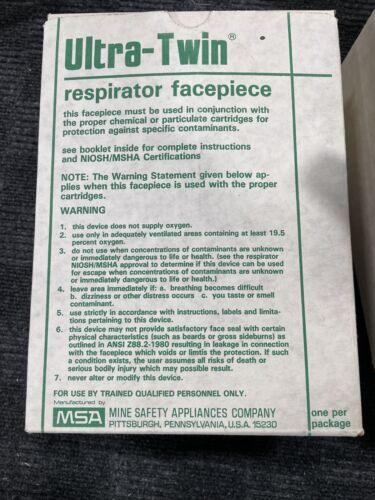 Ultra-Twin®
respirator facepiece
this facepiece must be used in conjunction with
the proper chemical or particulate cartridges for
protection against specific contaminants.
see booklet inside for complete instructions
and NIOSH/MSHA Certifications
NOTE: The Warning Statement given below ap-
plies when this facepiece is used with the proper
cartridges.
WARNING
1. this device does not supply oxygen.
2. use only in adequately ventilated areas containing at least 19.5
percent oxygen.
3. do not use when concentrations of contaminants are unknown
or immediately dangerous to life or health. (see the respirator
NIOSH/MSHA approval to determine if this device can be used
for escape when concentrations of contaminants are unknown
or immediately dangerous to life or health.)
4. leave area immediately if: a. breathing becomes difficult
b. dizziness or other distress occurs c. you taste or smell
contaminant.
5. use strictly in accordance with instructions, labels and limita-
tions pertaining to this device.
6. this device may not provide satisfactory face seal with certain
physical characteristics (such as beards or gross sideburns) as
outlined in ANSI Z88.2-1980 resulting in leakage in connection
with the facepiece which voids or limits the protection. If such
a condition exists, the user assumes all risks of death or
serious bodily injury which may possible result.
7. never alter or modify this device.
FOR USE BY TRAINED QUALIFIED PERSONNEL ONLY.
Manufactured by
MSA MINE SAFETY APPLIANCES COMPANY
PITTSBURGH, PENNSYLVANIA, U.S.A. 15230
one per
package